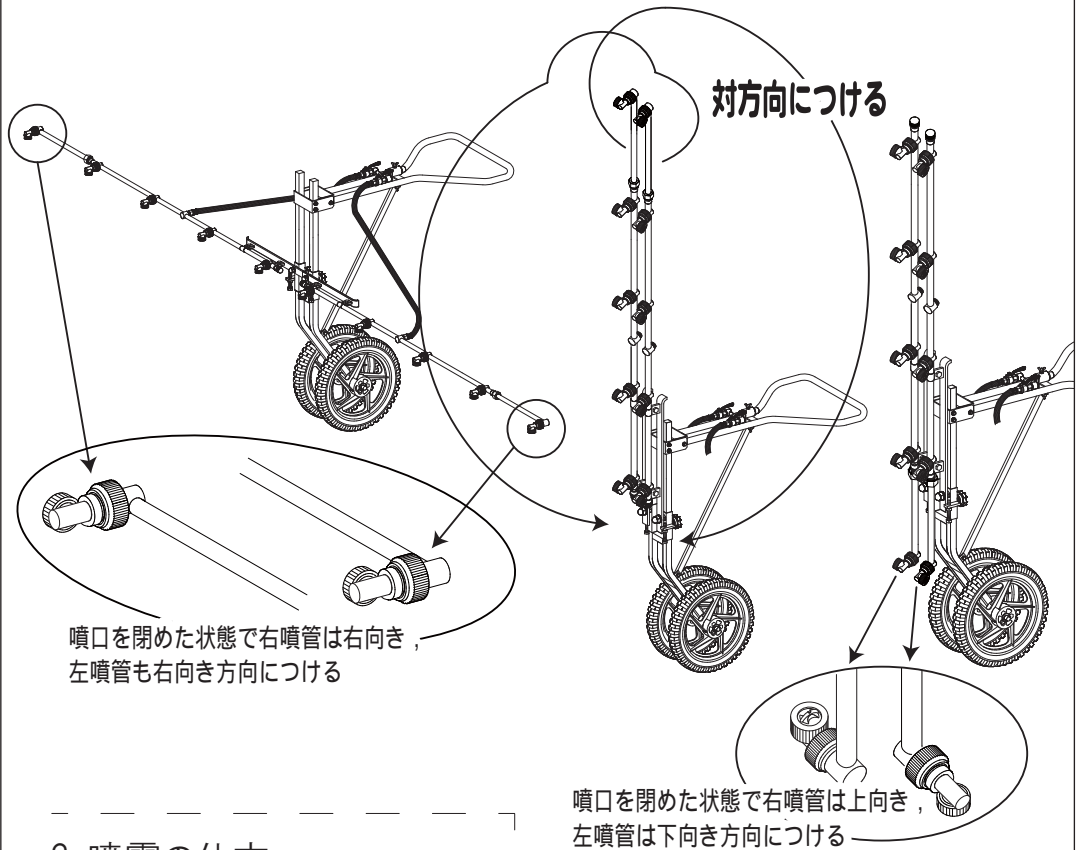 対方向につける
噴口を閉めた状態で右噴管は右向き，
左噴管も右向き方向につける
噴口を閉めた状態で右噴管は上向き，
左噴管は下向き方向につける